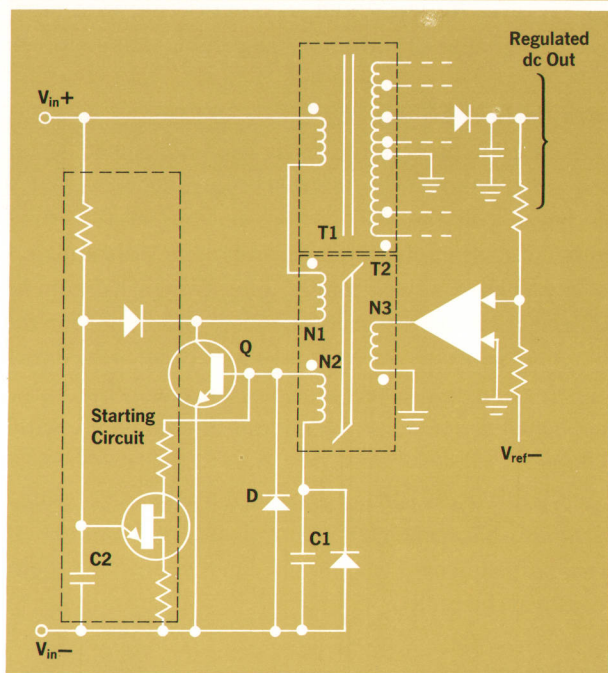 Regulated
dc Out
Vin+
T1
T2
N3
N1
Q
N2
Starting
Circuit
Vref—
D
C1
C2
Vin—